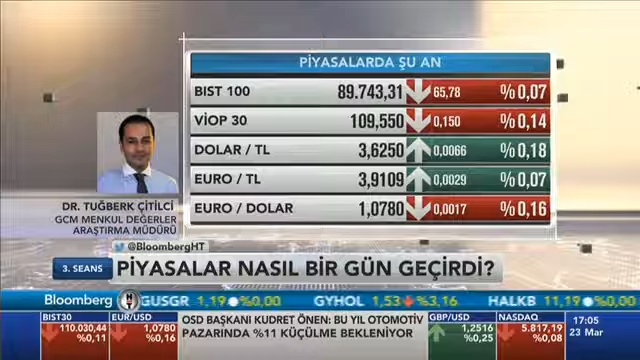 PİYASALARDA ŞU AN
BIST 100 89.743,31 65,78 %0,07
VİOP 30 109,550 0,150 %0,14
DOLAR / TL 3,6250 0,0066 %0,18
EURO / TL 3,9109 0,0029 %0,07
EURO / DOLAR 1,0780 0,0017 %0,16
DR. TUĞBERK ÇİTİLCİ
GCM MENKUL DEĞERLER
ARAŞTIRMA MÜDÜRÜ
@BloombergHT
3. SEANS PİYASALAR NASIL BİR GÜN GEÇİRDİ?
Bloomberg HT GUSGR 1,19 %0,00 GYHOL 1,53 %3,16 HALKB 11,19 %0,00
BIST30 110.030,44 %0,11
EUR/USD 1,0780 %0,16
OSD BAŞKANI KUDRET ÖNEN: BU YIL OTOMOTİV
PAZARINDA %11 KÜÇÜLME BEKLENİYOR
GBP/USD 1,2516 %0,25
NASDAQ 5.817,19 %0,08
17:05
23 Mar